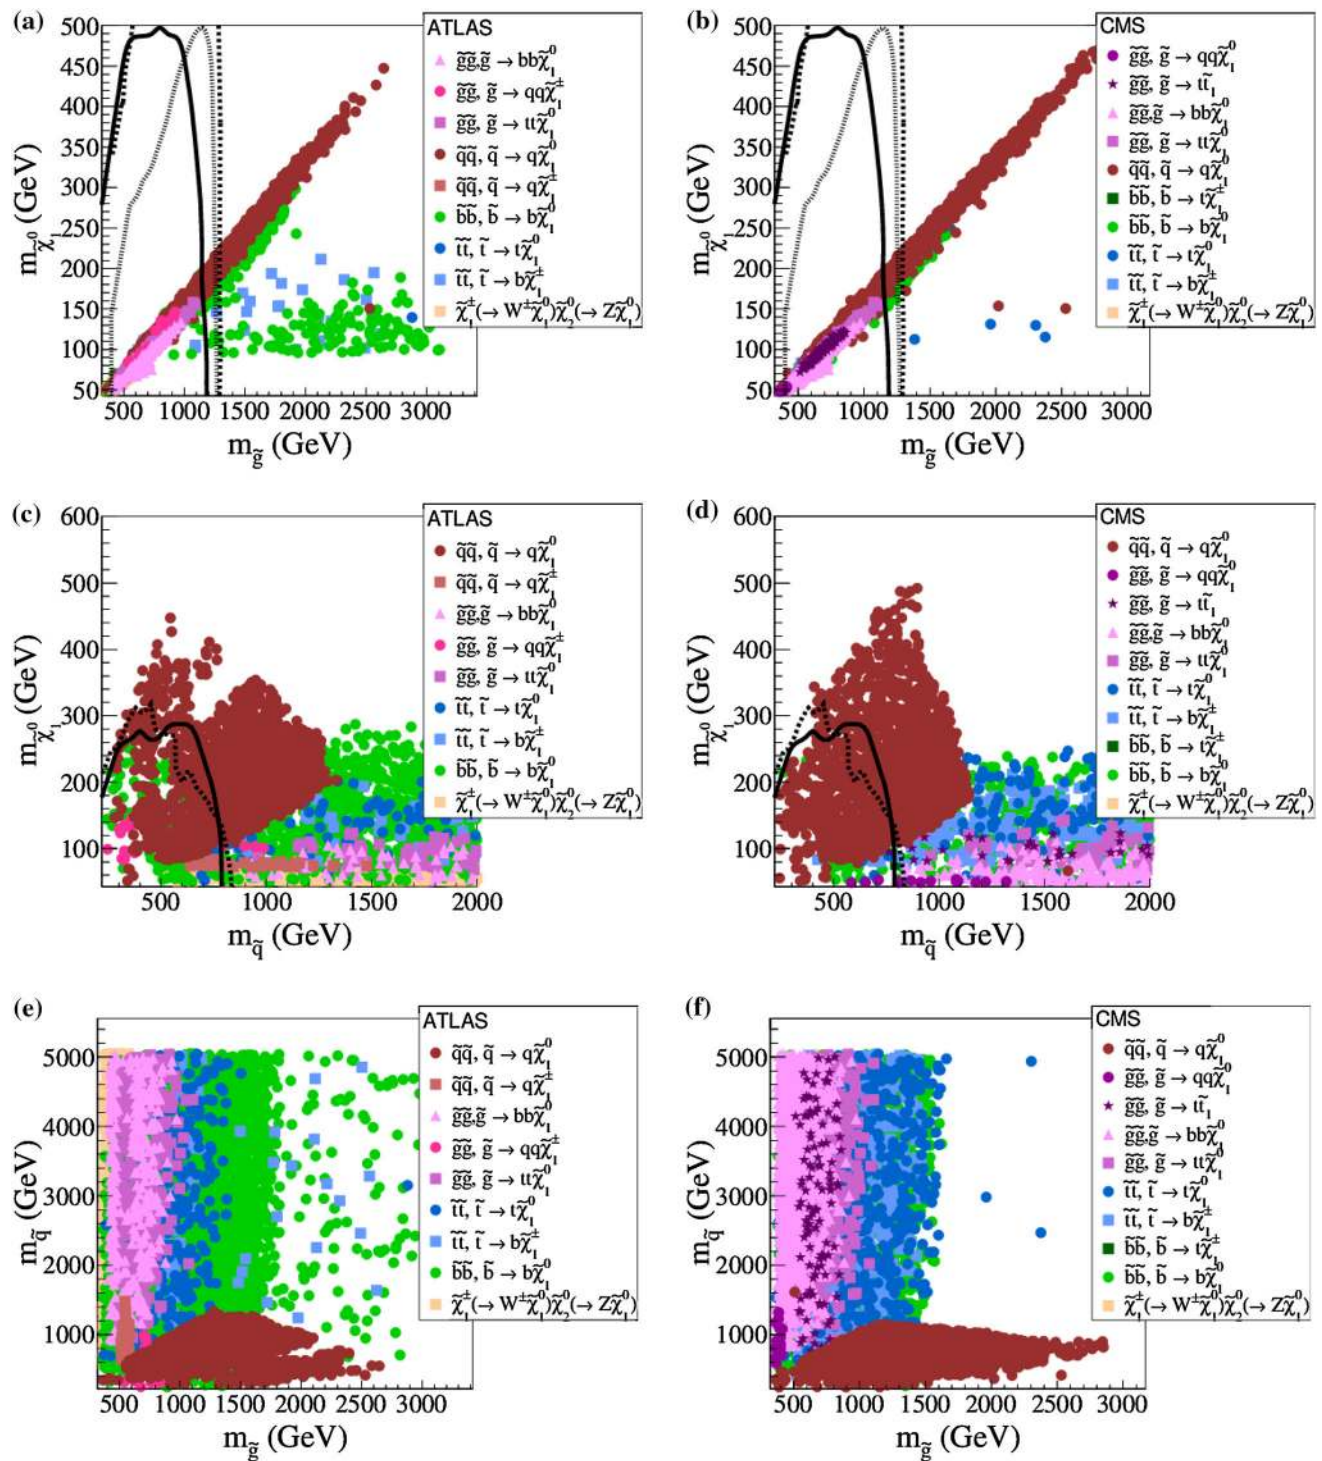 (a)
ATLAS
g̃g̃,g̃ → bbχ̃₁⁰
g̃g̃, g̃ → qqχ̃₁±
g̃g̃, g̃ → ttχ̃₁⁰
q̃q̃, q̃ → qχ̃₁⁰
q̃q̃, q̃ → qχ̃₁±
b̃b̃, b̃ → bχ̃₁⁰
t̃t̃, t̃ → tχ̃₁⁰
t̃t̃, t̃ → bχ̃₁±
χ̃₁±(→ W±χ̃₁⁰)χ̃₂⁰(→ Zχ̃₁⁰)
500
450
400
350
300
250
200
150
100
50
m_χ̃₁⁰ (GeV)
500 1000 1500 2000 2500 3000
m_g̃ (GeV)
(b)
CMS
g̃g̃, g̃ → qqχ̃₁⁰
g̃g̃, g̃ → tt̃₁
g̃g̃,g̃ → bbχ̃₁⁰
g̃g̃, g̃ → ttχ̃₁⁰
q̃q̃, q̃ → qχ̃₁⁰
b̃b̃, b̃ → tχ̃₁±
b̃b̃, b̃ → bχ̃₁⁰
t̃t̃, t̃ → tχ̃₁⁰
t̃t̃, t̃ → bχ̃₁±
χ̃₁±(→ W±χ̃₁⁰)χ̃₂⁰(→ Zχ̃₁⁰)
500
450
400
350
300
250
200
150
100
50
m_χ̃₁⁰ (GeV)
500 1000 1500 2000 2500 3000
m_g̃ (GeV)
(c)
ATLAS
q̃q̃, q̃ → qχ̃₁⁰
q̃q̃, q̃ → qχ̃₁±
g̃g̃,g̃ → bbχ̃₁⁰
g̃g̃, g̃ → qqχ̃₁±
g̃g̃, g̃ → ttχ̃₁⁰
t̃t̃, t̃ → tχ̃₁⁰
t̃t̃, t̃ → bχ̃₁±
b̃b̃, b̃ → bχ̃₁⁰
χ̃₁±(→ W±χ̃₁⁰)χ̃₂⁰(→ Zχ̃₁⁰)
600
500
400
300
200
100
m_χ̃₁⁰ (GeV)
500 1000 1500 2000
m_q̃ (GeV)
(d)
CMS
q̃q̃, q̃ → qχ̃₁⁰
g̃g̃, g̃ → qqχ̃₁⁰
g̃g̃, g̃ → tt̃₁
g̃g̃,g̃ → bbχ̃₁⁰
g̃g̃, g̃ → ttχ̃₁⁰
t̃t̃, t̃ → tχ̃₁⁰
t̃t̃, t̃ → bχ̃₁±
b̃b̃, b̃ → tχ̃₁±
b̃b̃, b̃ → bχ̃₁⁰
χ̃₁±(→ W±χ̃₁⁰)χ̃₂⁰(→ Zχ̃₁⁰)
600
500
400
300
200
100
m_χ̃₁⁰ (GeV)
500 1000 1500 2000
m_q̃ (GeV)
(e)
ATLAS
q̃q̃, q̃ → qχ̃₁⁰
q̃q̃, q̃ → qχ̃₁±
g̃g̃,g̃ → bbχ̃₁⁰
g̃g̃, g̃ → qqχ̃₁±
g̃g̃, g̃ → ttχ̃₁⁰
t̃t̃, t̃ → tχ̃₁⁰
t̃t̃, t̃ → bχ̃₁±
b̃b̃, b̃ → bχ̃₁⁰
χ̃₁±(→ W±χ̃₁⁰)χ̃₂⁰(→ Zχ̃₁⁰)
5000
4000
3000
2000
1000
m_q̃ (GeV)
500 1000 1500 2000 2500 3000
m_g̃ (GeV)
(f)
CMS
q̃q̃, q̃ → qχ̃₁⁰
g̃g̃, g̃ → qqχ̃₁⁰
g̃g̃, g̃ → tt̃₁
g̃g̃,g̃ → bbχ̃₁⁰
g̃g̃, g̃ → ttχ̃₁⁰
t̃t̃, t̃ → tχ̃₁⁰
t̃t̃, t̃ → bχ̃₁±
b̃b̃, b̃ → tχ̃₁±
b̃b̃, b̃ → bχ̃₁⁰
χ̃₁±(→ W±χ̃₁⁰)χ̃₂⁰(→ Zχ̃₁⁰)
5000
4000
3000
2000
1000
m_q̃ (GeV)
500 1000 1500 2000 2500 3000
m_g̃ (GeV)